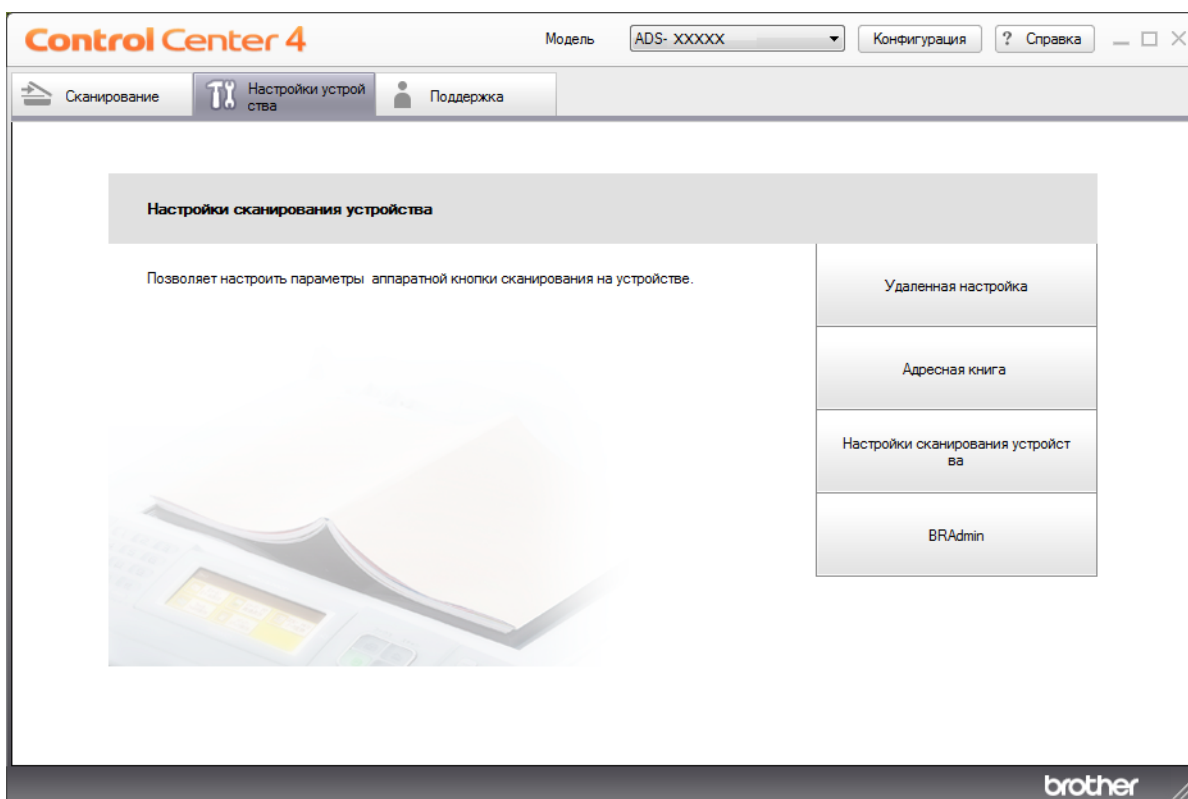 Control Center 4
Модель
ADS- XXXXX
Конфигурация
? Справка
Сканирование
Настройки устрой
ства
Поддержка
Настройки сканирования устройства
Позволяет настроить параметры аппаратной кнопки сканирования на устройстве.
Удаленная настройка
Адресная книга
Настройки сканирования устройст
ва
BRAdmin
brother